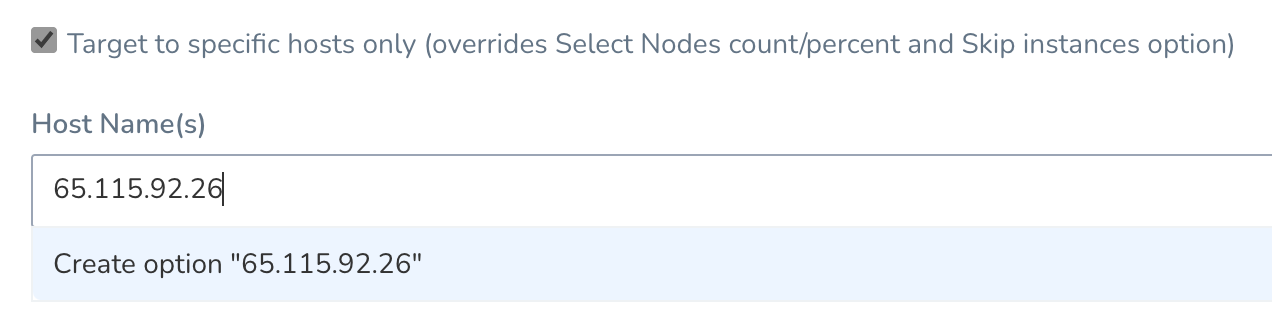 Target to specific hosts only (overrides Select Nodes count/percent and Skip instances option)
Host Name(s)
65.115.92.26
Create option "65.115.92.26"